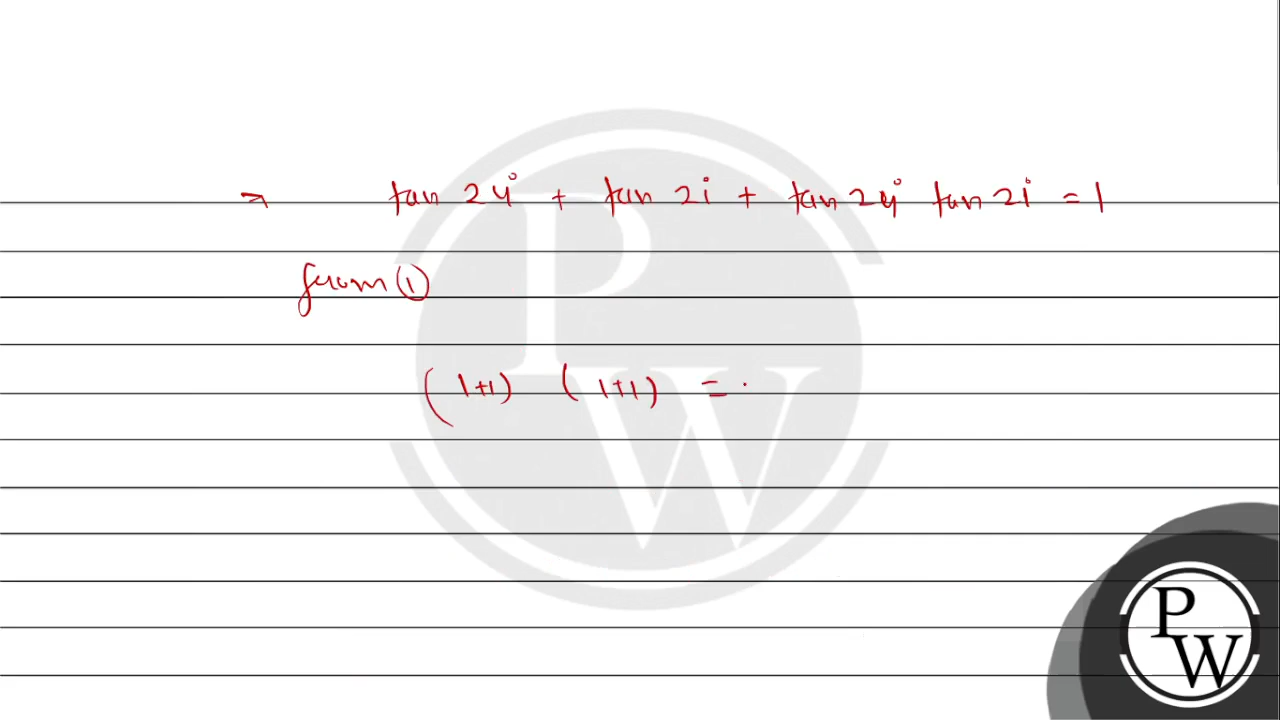 ⇒ tan 24° + tan 21° + tan 24° tan 21° = 1
from ①
(1+1) (1+1) =
P
W
P
W